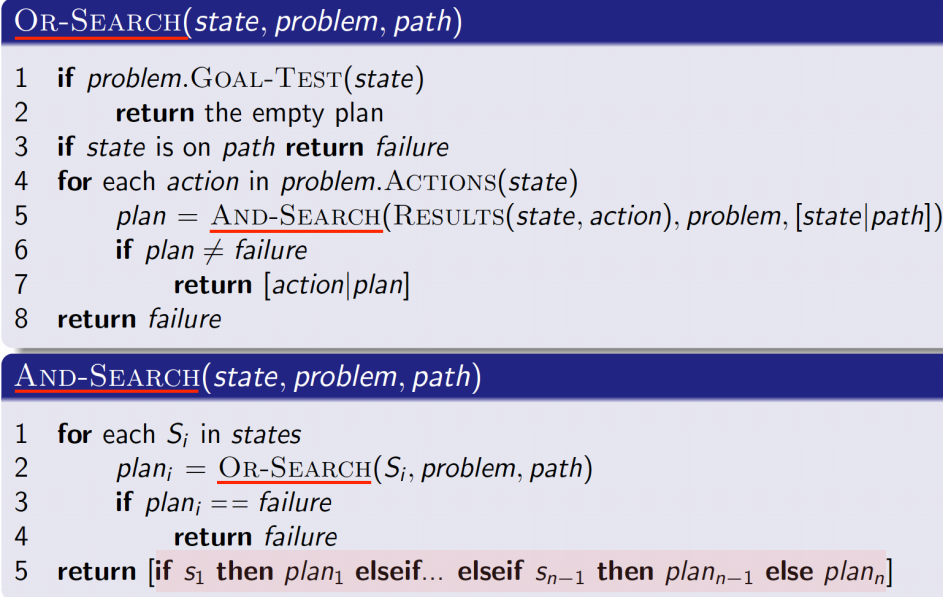 OR-SEARCH(state, problem, path)
1 if problem.GOAL-TEST(state)
2 return the empty plan
3 if state is on path return failure
4 for each action in problem.ACTIONS(state)
5 plan = AND-SEARCH(RESULTS(state, action), problem, [state|path])
6 if plan ≠ failure
7 return [action|plan]
8 return failure
AND-SEARCH(state, problem, path)
1 for each Sᵢ in states
2 planᵢ = OR-SEARCH(Sᵢ, problem, path)
3 if planᵢ == failure
4 return failure
5 return [if s₁ then plan₁ elseif... elseif sₙ₋₁ then planₙ₋₁ else planₙ]